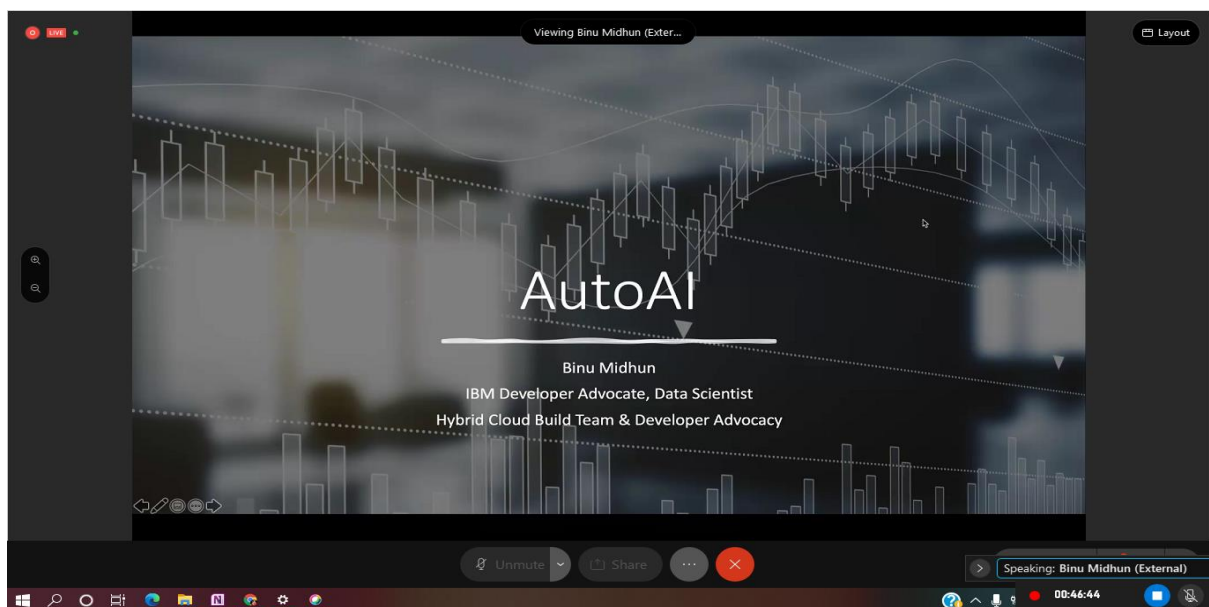 LIVE
Viewing Binu Midhun (Exter...
Layout
AutoAI
Binu Midhun
IBM Developer Advocate, Data Scientist
Hybrid Cloud Build Team & Developer Advocacy
Unmute
Share
Speaking: Binu Midhun (External)
00:46:44